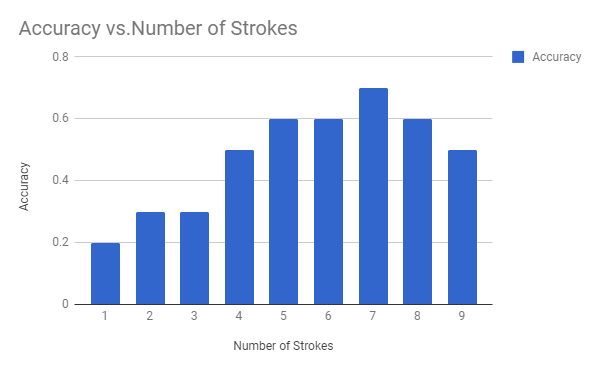 Accuracy vs.Number of Strokes
Accuracy
0.8
0.6
0.4
0.2
0
Accuracy
1 2 3 4 5 6 7 8 9
Number of Strokes